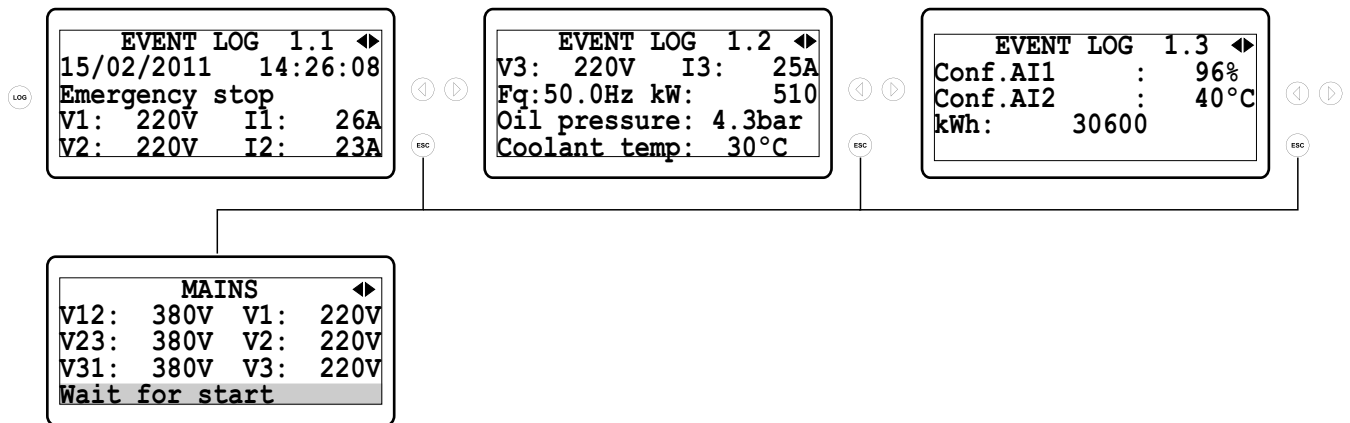 EVENT LOG 1.1
15/02/2011 14:26:08
Emergency stop
V1: 220V I1: 26A
V2: 220V I2: 23A
EVENT LOG 1.2
V3: 220V I3: 25A
Fq:50.0Hz kW: 510
Oil pressure: 4.3bar
Coolant temp: 30°C
EVENT LOG 1.3
Conf.AI1 : 96%
Conf.AI2 : 40°C
kWh: 30600
LOG
ESC
ESC
ESC
MAINS
V12: 380V V1: 220V
V23: 380V V2: 220V
V31: 380V V3: 220V
Wait for start